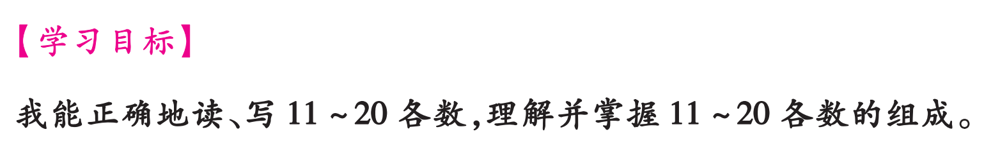 【学习目标】
我能正确地读、写 11 ~ 20 各数,理解并掌握 11 ~ 20 各数的组成。